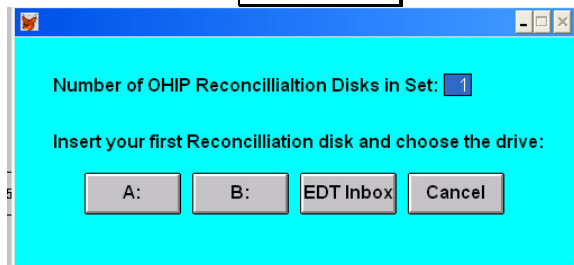 Number of OHIP Reconcillialtion Disks in Set: 1
Insert your first Reconcilliation disk and choose the drive:
A: B: EDT Inbox Cancel